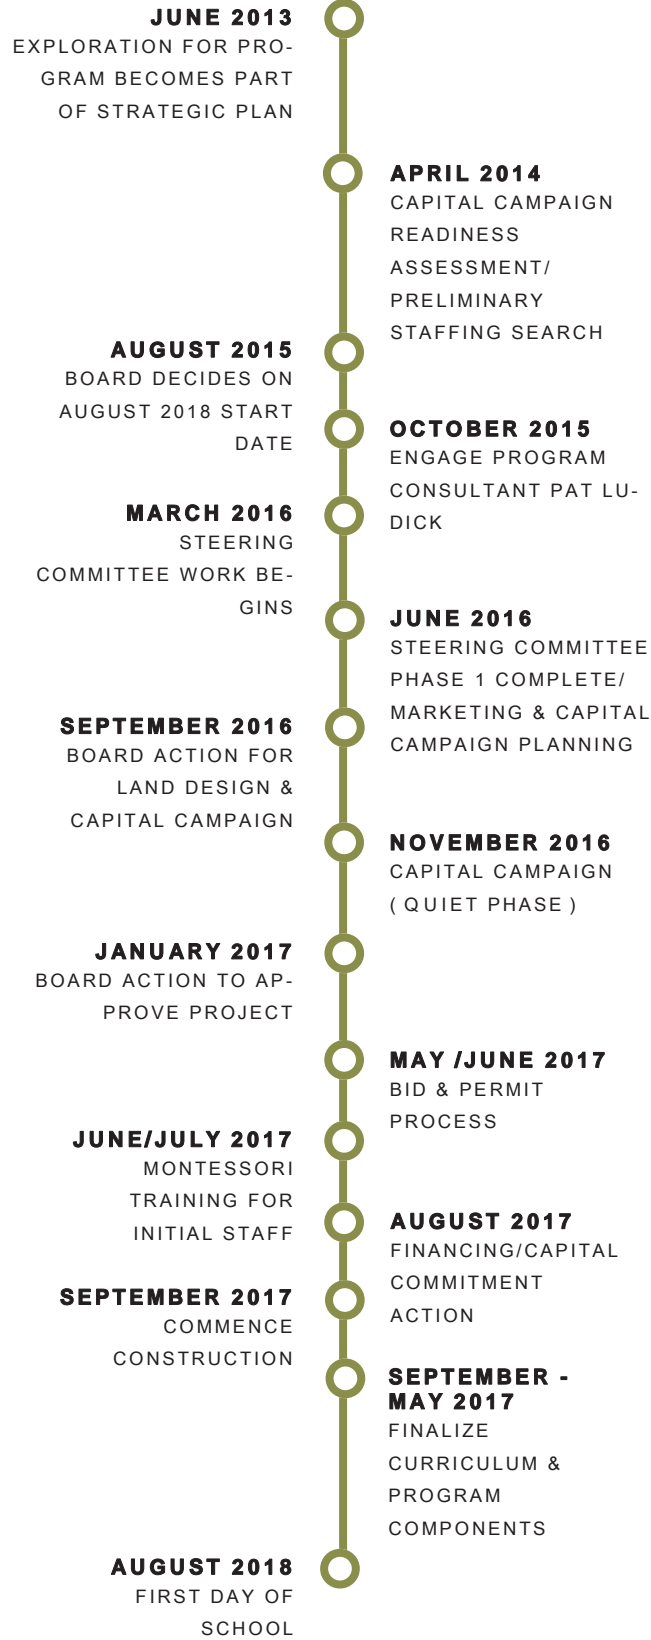 JUNE 2013
EXPLORATION FOR PRO-
GRAM BECOMES PART
OF STRATEGIC PLAN
APRIL 2014
CAPITAL CAMPAIGN
READINESS
ASSESSMENT/
PRELIMINARY
STAFFING SEARCH
AUGUST 2015
BOARD DECIDES ON
AUGUST 2018 START
DATE
OCTOBER 2015
ENGAGE PROGRAM
CONSULTANT PAT LU-
DICK
MARCH 2016
STEERING
COMMITTEE WORK BE-
GINS
JUNE 2016
STEERING COMMITTEE
PHASE 1 COMPLETE/
MARKETING & CAPITAL
CAMPAIGN PLANNING
SEPTEMBER 2016
BOARD ACTION FOR
LAND DESIGN &
CAPITAL CAMPAIGN
NOVEMBER 2016
CAPITAL CAMPAIGN
( QUIET PHASE )
JANUARY 2017
BOARD ACTION TO AP-
PROVE PROJECT
MAY /JUNE 2017
BID & PERMIT
PROCESS
JUNE/JULY 2017
MONTESSORI
TRAINING FOR
INITIAL STAFF
AUGUST 2017
FINANCING/CAPITAL
COMMITMENT
ACTION
SEPTEMBER 2017
COMMENCE
CONSTRUCTION
SEPTEMBER -
MAY 2017
FINALIZE
CURRICULUM &
PROGRAM
COMPONENTS
AUGUST 2018
FIRST DAY OF
SCHOOL